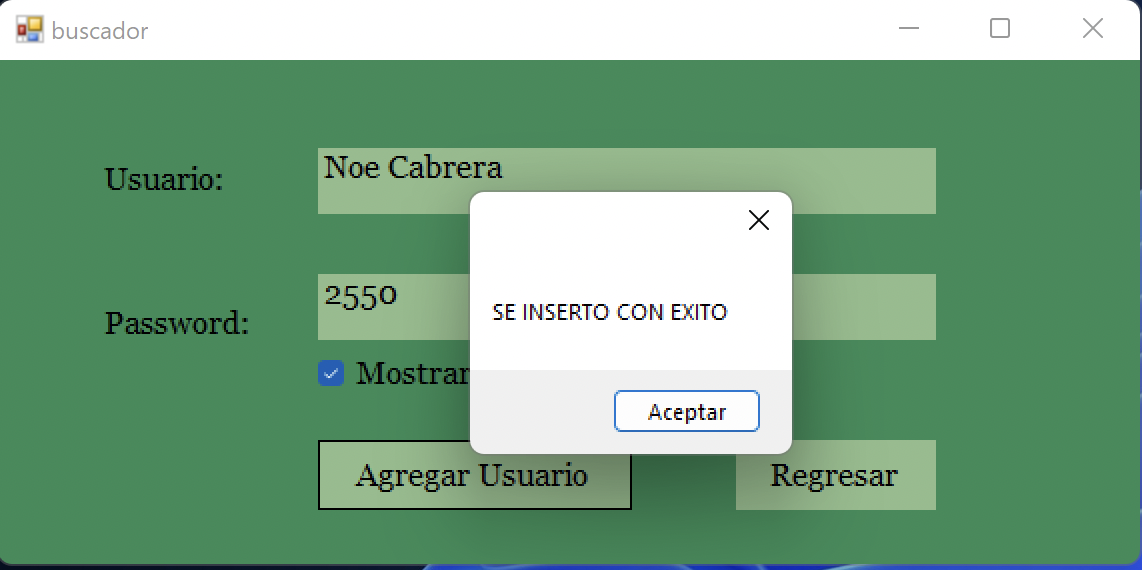 buscador
Usuario:
Noe Cabrera
Password:
2550
Mostrar
SE INSERTO CON EXITO
Aceptar
Agregar Usuario
Regresar